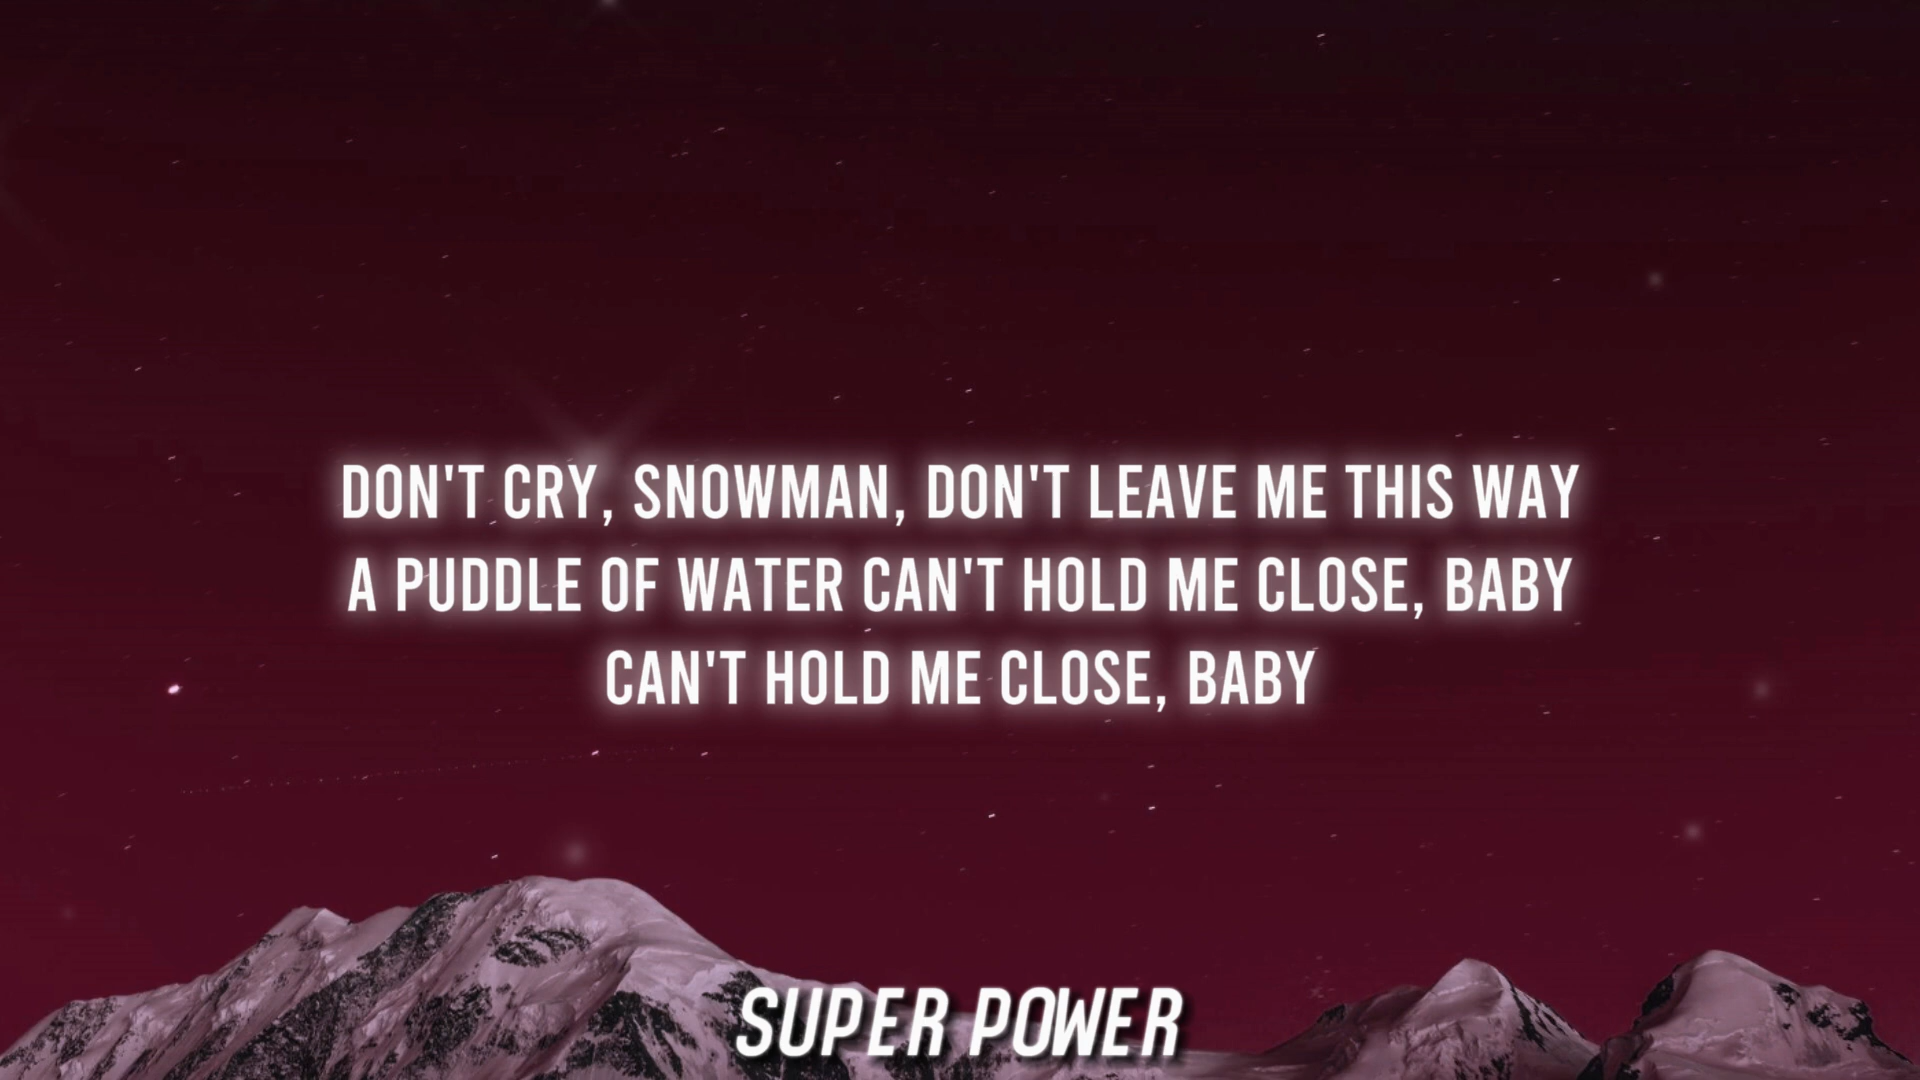 DON'T CRY, SNOWMAN, DON'T LEAVE ME THIS WAY
A PUDDLE OF WATER CAN'T HOLD ME CLOSE, BABY
CAN'T HOLD ME CLOSE, BABY
SUPER POWER